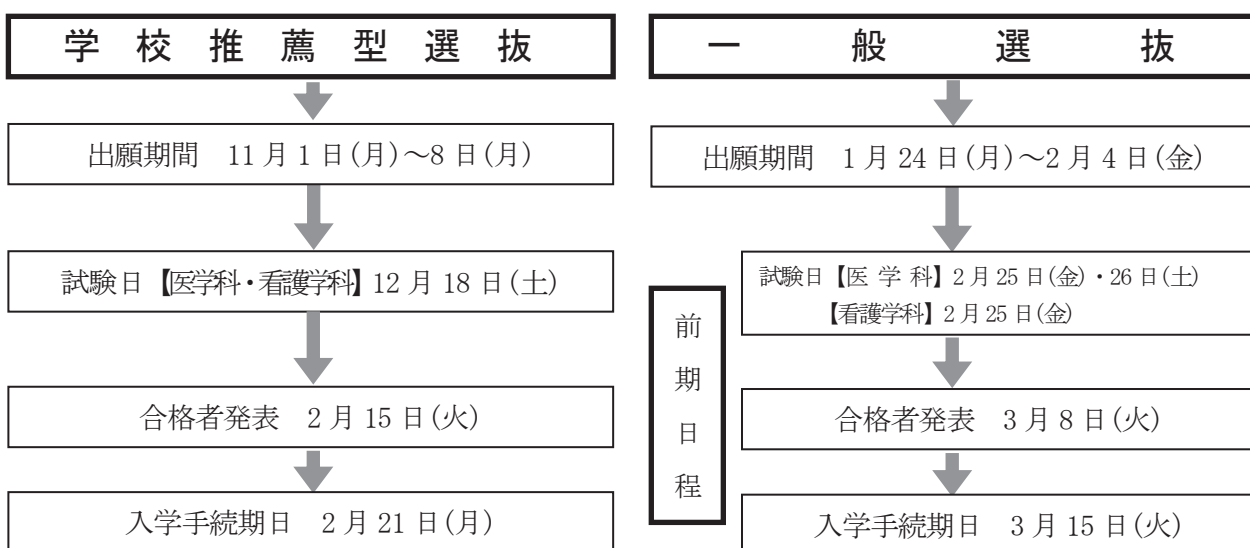 学校推薦型選抜
出願期間 11月1日(月)~8日(月)
試験日【医学科・看護学科】12月18日(土)
合格者発表 2月15日(火)
入学手続期日 2月21日(月)
一般選抜
出願期間 1月24日(月)~2月4日(金)
前期日程
試験日【医学科】2月25日(金)・26日(土)
【看護学科】2月25日(金)
合格者発表 3月8日(火)
入学手続期日 3月15日(火)